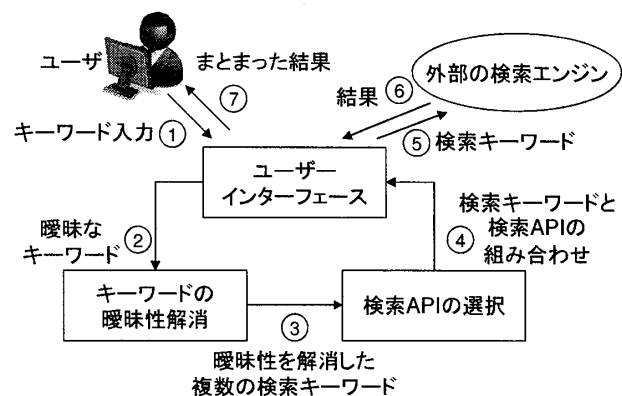 ユーザ
まとまった結果
⑦
キーワード入力 ①
外部の検索エンジン
結果 ⑥
⑤ 検索キーワード
ユーザー
インターフェース
曖昧な
キーワード ②
検索キーワードと
④ 検索APIの
組み合わせ
キーワードの
曖昧性解消
検索APIの選択
③
曖昧性を解消した
複数の検索キーワード